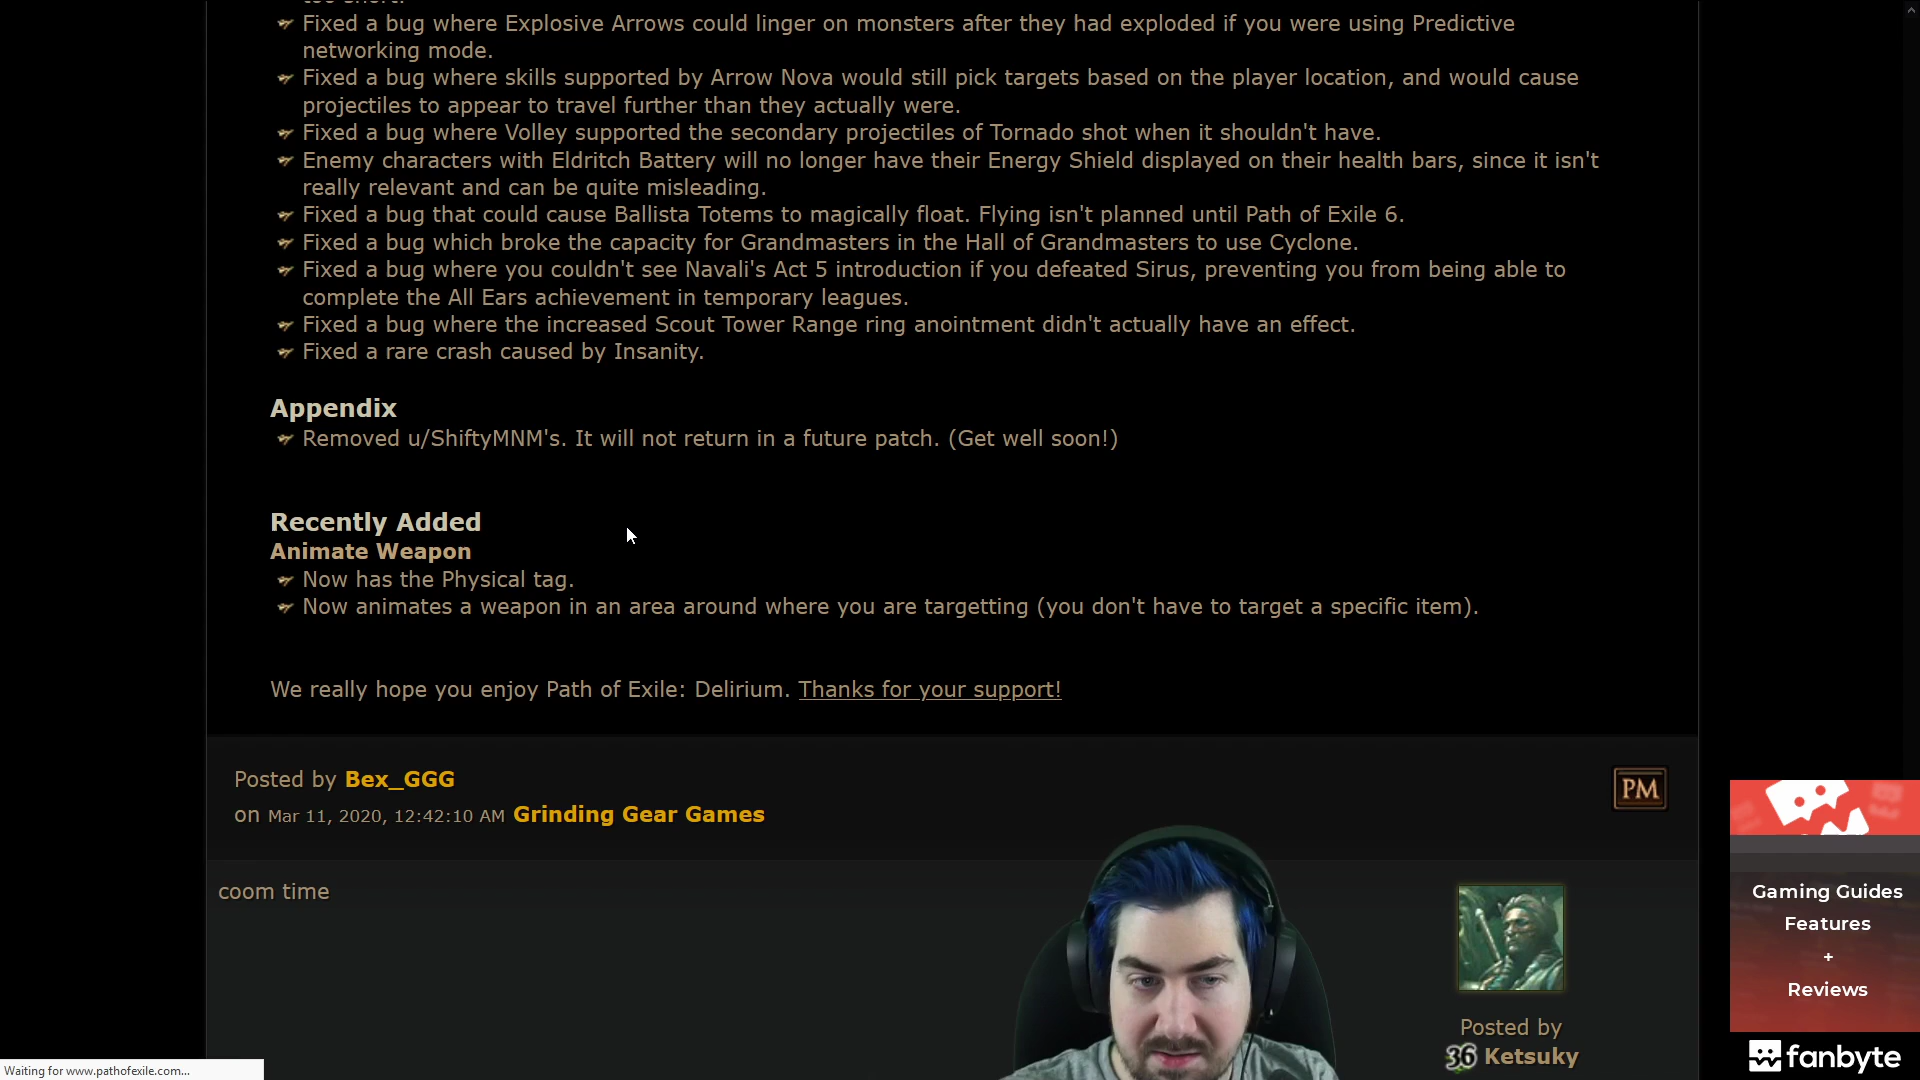 Fixed a bug where Explosive Arrows could linger on monsters after they had exploded if you were using Predictive
networking mode.
Fixed a bug where skills supported by Arrow Nova would still pick targets based on the player location, and would cause
projectiles to appear to travel further than they actually were.
Fixed a bug where Volley supported the secondary projectiles of Tornado shot when it shouldn't have.
Enemy characters with Eldritch Battery will no longer have their Energy Shield displayed on their health bars, since it isn't
really relevant and can be quite misleading.
Fixed a bug that could cause Ballista Totems to magically float. Flying isn't planned until Path of Exile 6.
Fixed a bug which broke the capacity for Grandmasters in the Hall of Grandmasters to use Cyclone.
Fixed a bug where you couldn't see Navali's Act 5 introduction if you defeated Sirus, preventing you from being able to
complete the All Ears achievement in temporary leagues.
Fixed a bug where the increased Scout Tower Range ring anointment didn't actually have an effect.
Fixed a rare crash caused by Insanity.
Appendix
Removed u/ShiftyMNM's. It will not return in a future patch. (Get well soon!)
Recently Added
Animate Weapon
Now has the Physical tag.
Now animates a weapon in an area around where you are targetting (you don't have to target a specific item).
We really hope you enjoy Path of Exile: Delirium. Thanks for your support!
Posted by Bex_GGG
on Mar 11, 2020, 12:42:10 AM Grinding Gear Games
PM
coom time
Posted by
36 Ketsuky
Gaming Guides
Features
+
Reviews
fanbyte
Waiting for www.pathofexile.com...